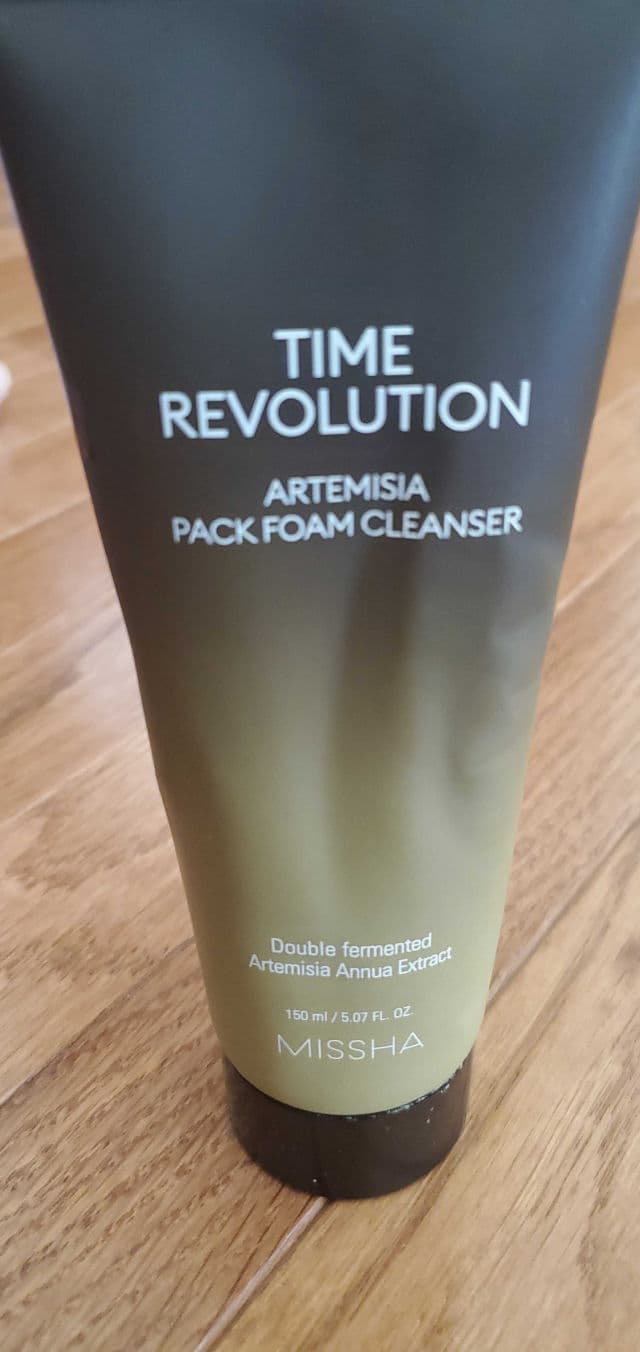 TIME
REVOLUTION
ARTEMISIA
PACK FOAM CLEANSER
Double fermented
Artemisia Annua Extract
150 ml / 5.07 FL. OZ.
MISSHA